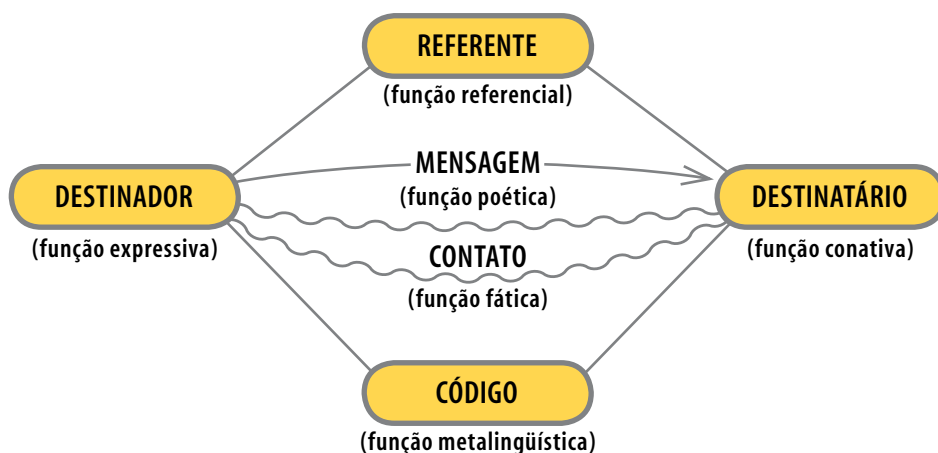 REFERENTE
(função referencial)
MENSAGEM
(função poética)
DESTINADOR
(função expressiva)
DESTINATÁRIO
(função conativa)
CONTATO
(função fática)
CÓDIGO
(função metalingüística)